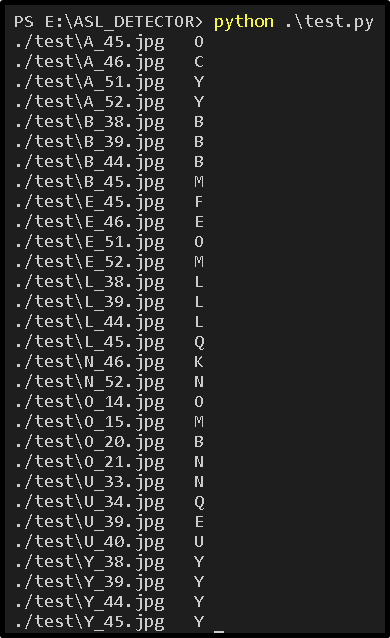 PS E:\ASL_DETECTOR> python .\test.py
./test\A_45.jpg   O
./test\A_46.jpg   C
./test\A_51.jpg   Y
./test\A_52.jpg   Y
./test\B_38.jpg   B
./test\B_39.jpg   B
./test\B_44.jpg   B
./test\B_45.jpg   M
./test\E_45.jpg   F
./test\E_46.jpg   E
./test\E_51.jpg   O
./test\E_52.jpg   M
./test\L_38.jpg   L
./test\L_39.jpg   L
./test\L_44.jpg   L
./test\L_45.jpg   Q
./test\N_46.jpg   K
./test\N_52.jpg   N
./test\O_14.jpg   O
./test\O_15.jpg   M
./test\O_20.jpg   B
./test\O_21.jpg   N
./test\U_33.jpg   N
./test\U_34.jpg   Q
./test\U_39.jpg   E
./test\U_40.jpg   U
./test\Y_38.jpg   Y
./test\Y_39.jpg   Y
./test\Y_44.jpg   Y
./test\Y_45.jpg   Y